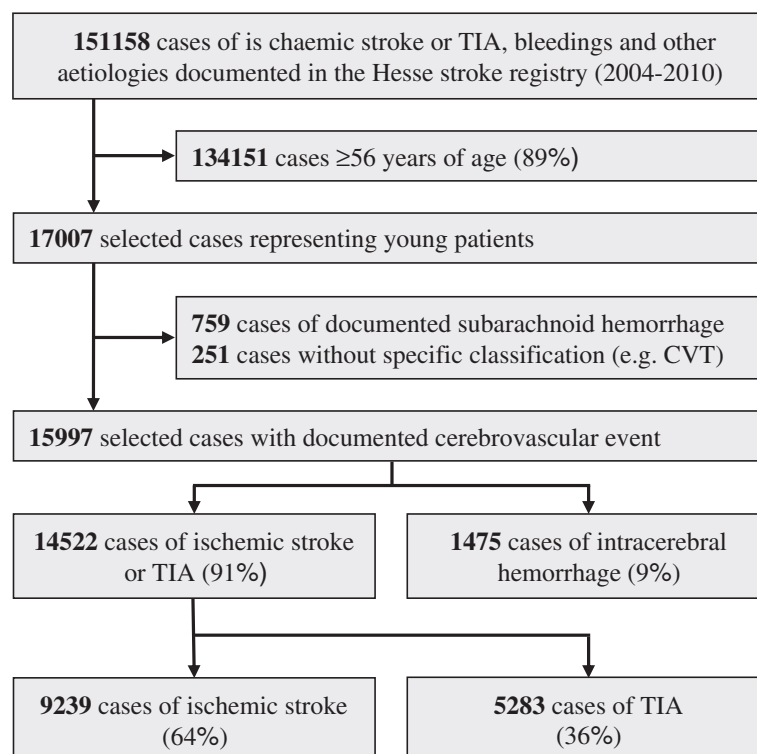 151158 cases of is chaemic stroke or TIA, bleedings and other
aetiologies documented in the Hesse stroke registry (2004-2010)
134151 cases ≥56 years of age (89%)
17007 selected cases representing young patients
759 cases of documented subarachnoid hemorrhage
251 cases without specific classification (e.g. CVT)
15997 selected cases with documented cerebrovascular event
14522 cases of ischemic stroke
or TIA (91%)
1475 cases of intracerebral
hemorrhage (9%)
9239 cases of ischemic stroke
(64%)
5283 cases of TIA
(36%)